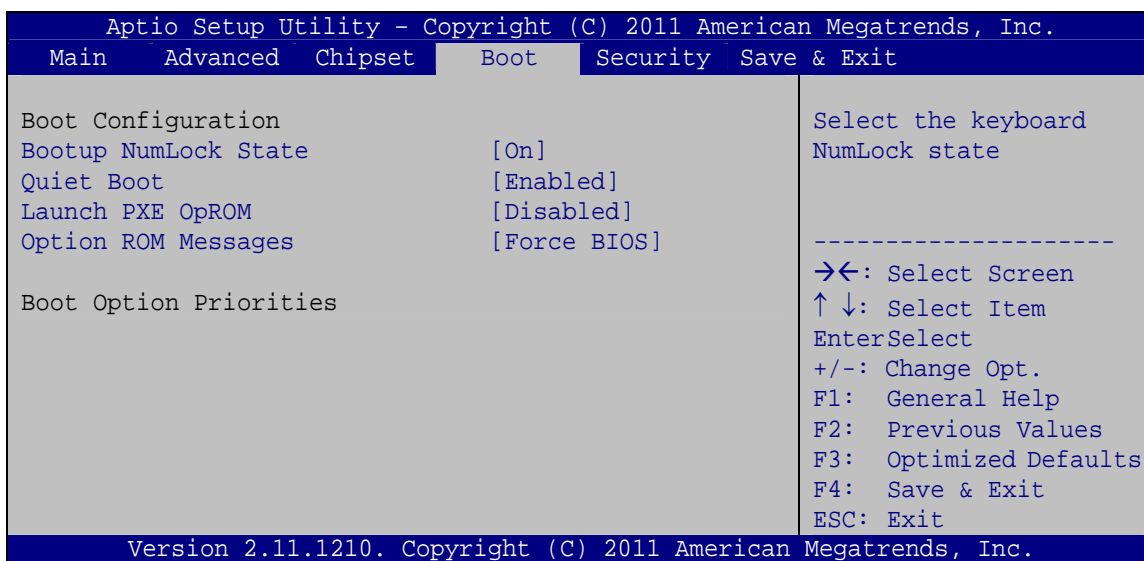 Aptio Setup Utility – Copyright (C) 2011 American Megatrends, Inc.
Main Advanced Chipset Boot Security Save & Exit
Boot Configuration
Bootup NumLock State [On]
Quiet Boot [Enabled]
Launch PXE OpROM [Disabled]
Option ROM Messages [Force BIOS]
Boot Option Priorities
Select the keyboard
NumLock state
---------------------
→←: Select Screen
↑ ↓: Select Item
EnterSelect
+/-: Change Opt.
F1: General Help
F2: Previous Values
F3: Optimized Defaults
F4: Save & Exit
ESC: Exit
Version 2.11.1210. Copyright (C) 2011 American Megatrends, Inc.